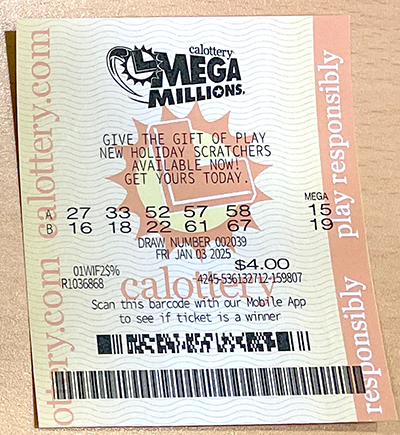 calottery
MEGA
MILLIONS.
GIVE THE GIFT OF PLAY
NEW HOLIDAY SCRATCHERS
AVAILABLE NOW!
GET YOURS TODAY.
MEGA
A 27 33 52 57 58 15
B 16 18 22 61 67 19
DRAW NUMBER 002039
FRI JAN 03 2025
$4.00
01WIF2$%
R1036868 4245-536132712-159807
calottery
Scan this barcode with our Mobile App
to see if ticket is a winner
ottery.com calottery.com
play responsibly
responsibly